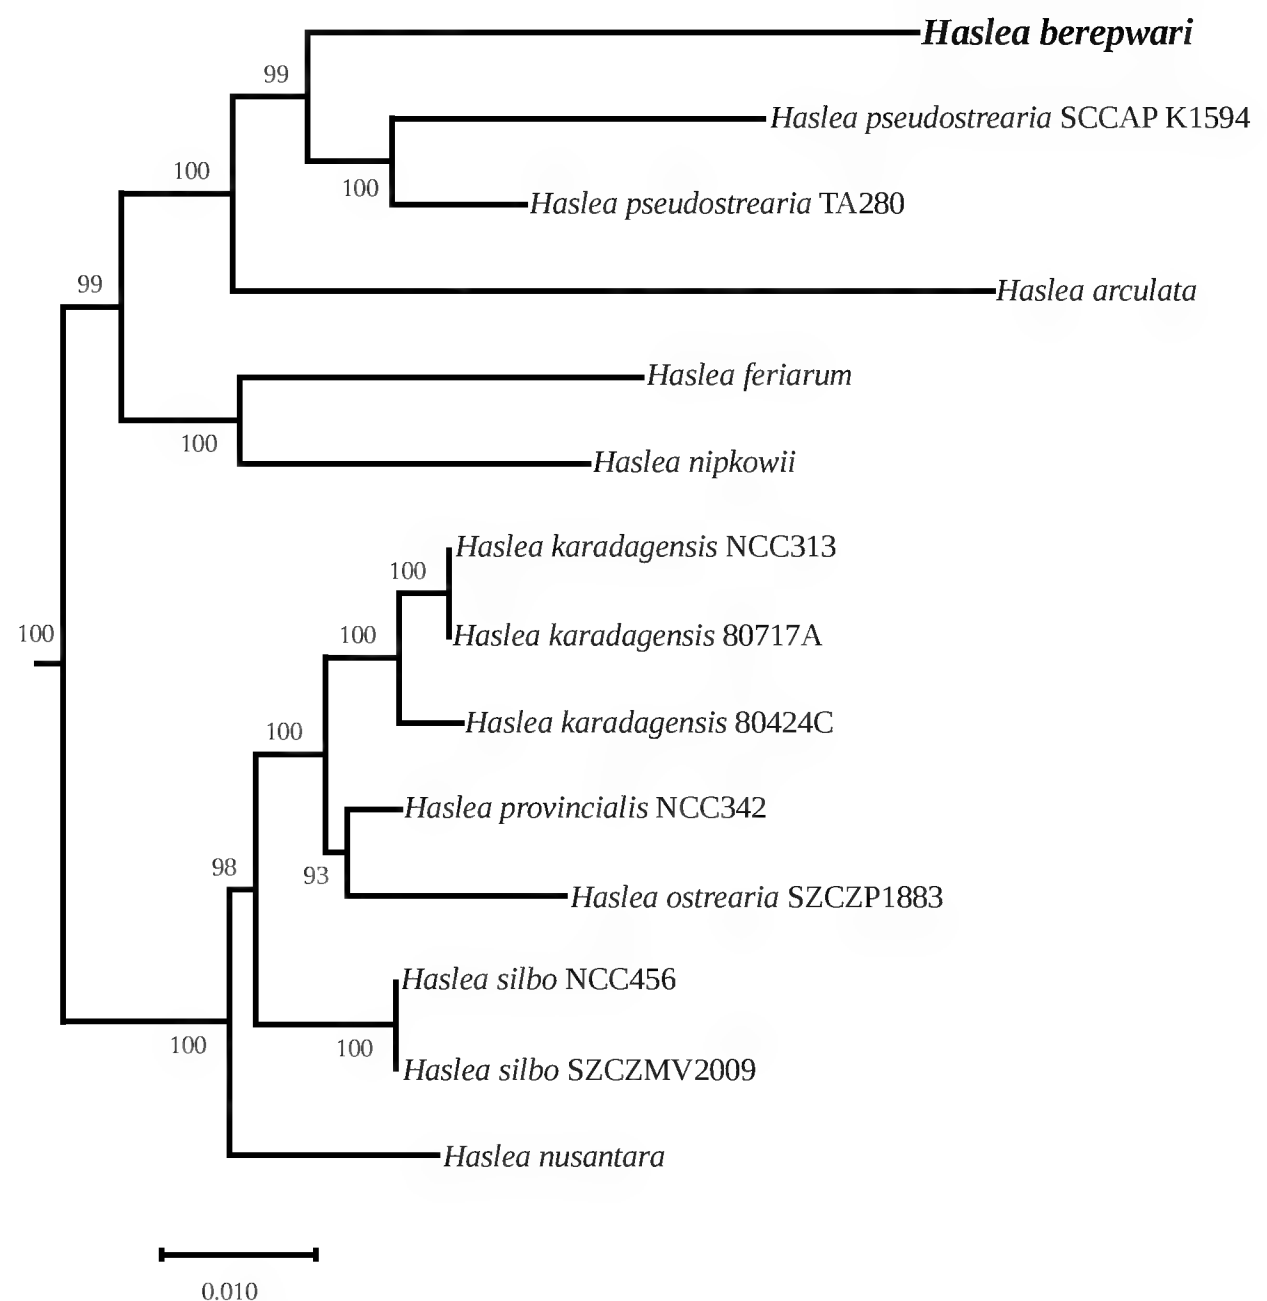 Haslea berepwari
99
Haslea pseudostrearia SCCAP K1594
100
100
Haslea pseudostrearia TA280
99
Haslea arculata
Haslea feriarum
100
Haslea nipkowii
Haslea karadagensis NCC313
100
100
Haslea karadagensis 80717A
100
Haslea karadagensis 80424C
100
Haslea provincialis NCC342
98
93
Haslea ostrearia SZCZP1883
Haslea silbo NCC456
100
100
Haslea silbo SZCZMV2009
Haslea nusantara
0.010